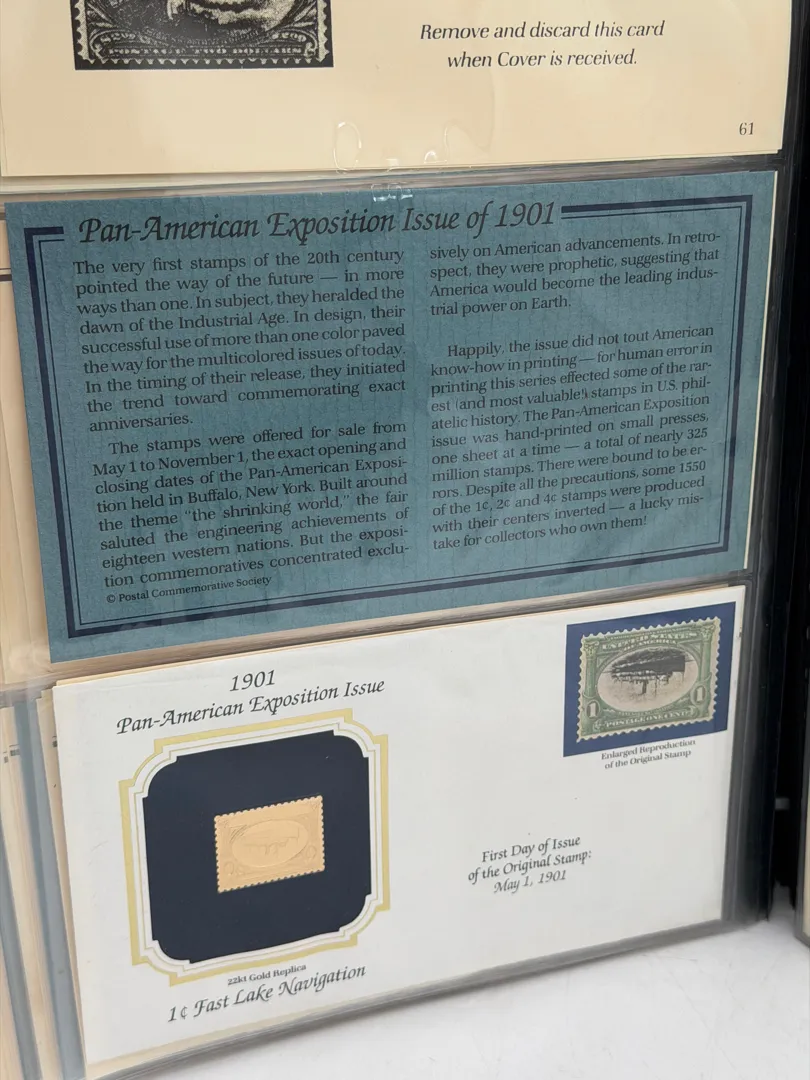 POSTAGE TWO DOLLARS
Remove and discard this card
when Cover is received.
61
Pan-American Exposition Issue of 1901
The very first stamps of the 20th century
pointed the way of the future — in more
ways than one. In subject, they heralded the
dawn of the Industrial Age. In design, their
successful use of more than one color paved
the way for the multicolored issues of today.
In the timing of their release, they initiated
the trend toward commemorating exact
anniversaries.
The stamps were offered for sale from
May 1 to November 1, the exact opening and
closing dates of the Pan-American Exposi-
tion held in Buffalo, New York. Built around
the theme "the shrinking world," the fair
saluted the engineering achievements of
eighteen western nations. But the exposi-
tion commemoratives concentrated exclu-
© Postal Commemorative Society
sively on American advancements. In retro-
spect, they were prophetic, suggesting that
America would become the leading indus-
trial power on Earth.
Happily, the issue did not tout American
know-how in printing — for human error in
printing this series effected some of the rar-
est (and most valuable!) stamps in U.S. phil-
atelic history. The Pan-American Exposition
issue was hand-printed on small presses,
one sheet at a time — a total of nearly 325
million stamps. There were bound to be er-
rors. Despite all the precautions, some 1550
of the 1¢, 2¢ and 4¢ stamps were produced
with their centers inverted — a lucky mis-
take for collectors who own them!
1901
Pan-American Exposition Issue
UNITED STATES
OF AMERICA
1 1
POSTAGE ONE CENT
Enlarged Reproduction
of the Original Stamp
First Day of Issue
of the Original Stamp:
May 1, 1901
22kt Gold Replica
1¢ Fast Lake Navigation